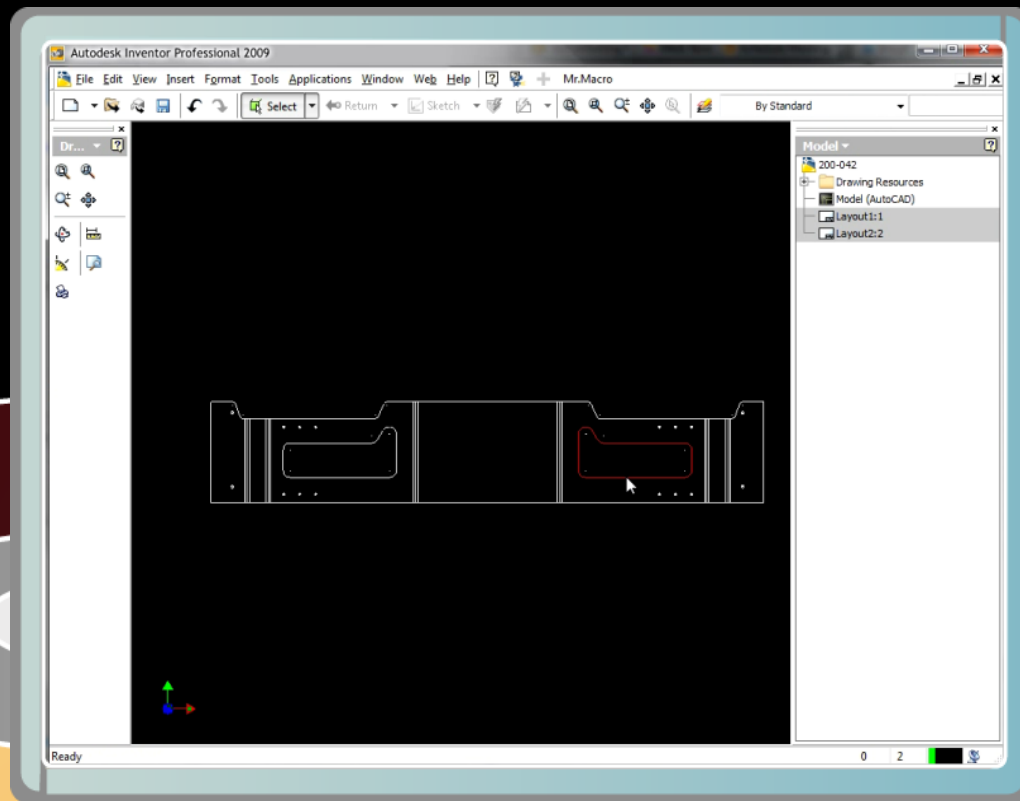 Autodesk Inventor Professional 2009
File Edit View Insert Format Tools Applications Window Web Help Mr.Macro
Select Return Sketch By Standard
Dr...
Model
200-042
Drawing Resources
Model (AutoCAD)
Layout1:1
Layout2:2
Ready 0 2